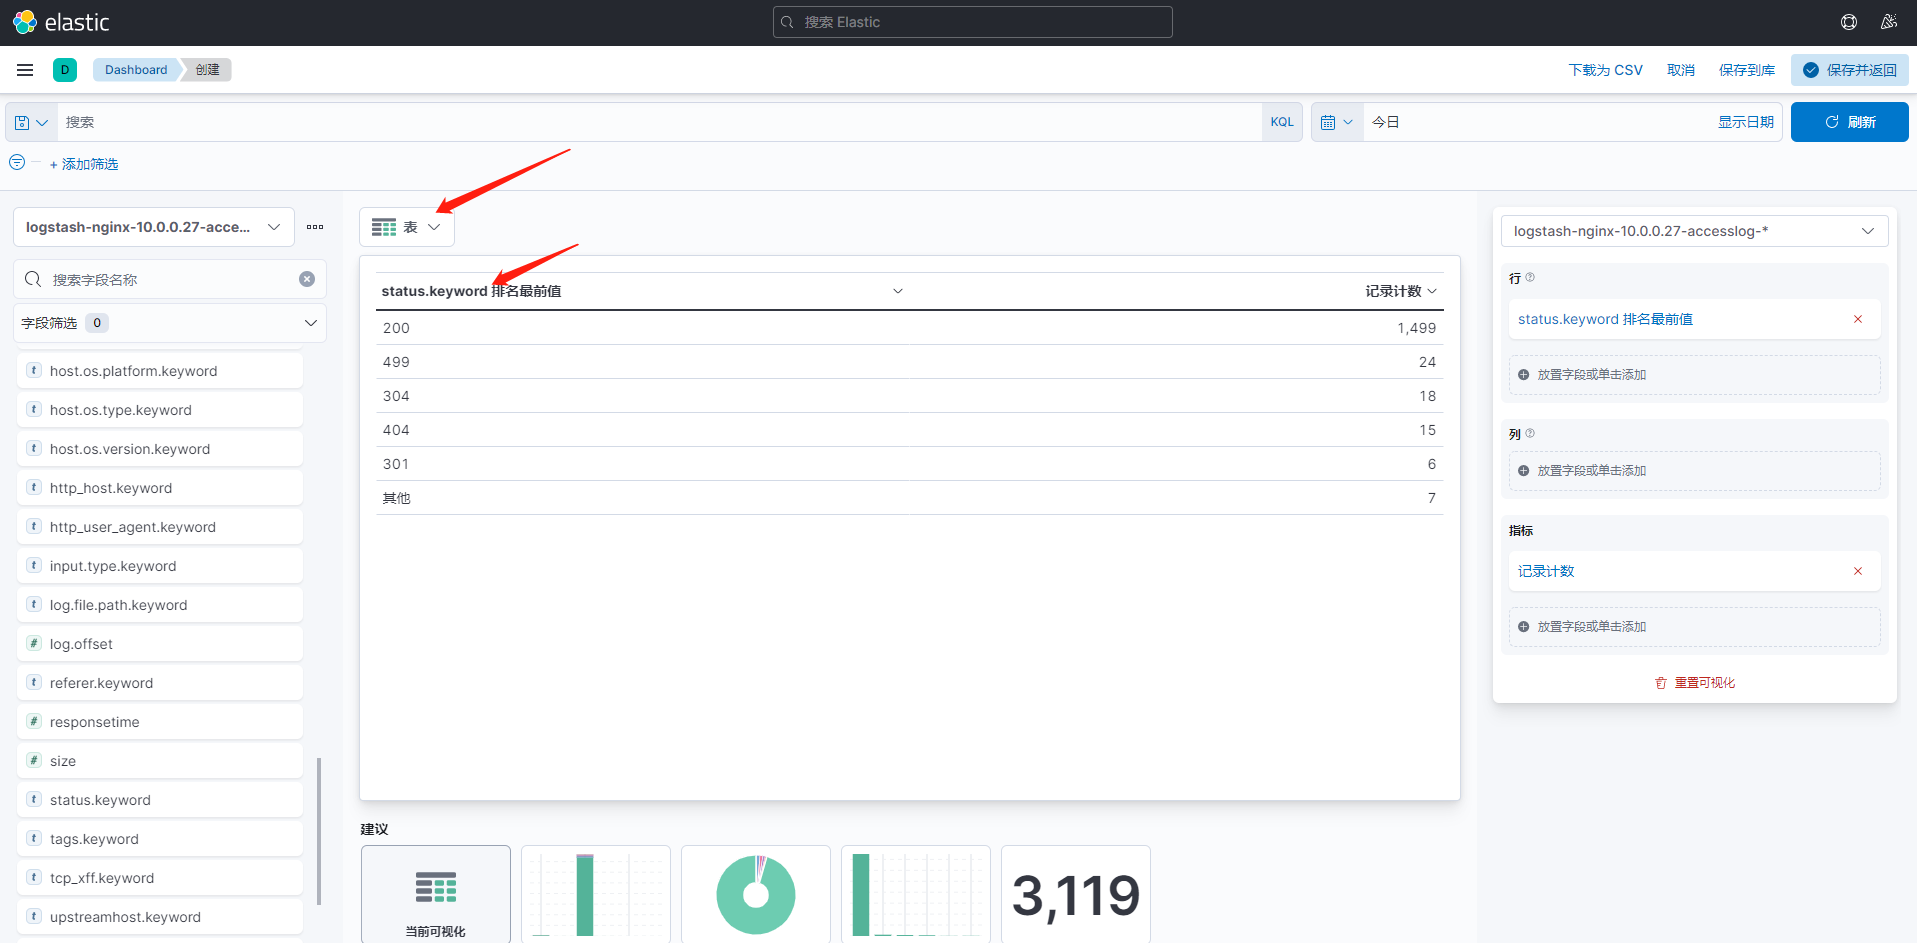 elastic
搜索 Elastic
D
Dashboard
创建
下载为 CSV
取消
保存到库
保存并返回
搜索
KQL
今日
显示日期
刷新
+ 添加筛选
logstash-nginx-10.0.0.27-acce...
搜索字段名称
字段筛选 0
t host.os.platform.keyword
t host.os.type.keyword
t host.os.version.keyword
t http_host.keyword
t http_user_agent.keyword
t input.type.keyword
t log.file.path.keyword
# log.offset
t referer.keyword
# responsetime
# size
t status.keyword
t tags.keyword
t tcp_xff.keyword
t upstreamhost.keyword
表
status.keyword 排名最前值 记录计数
200 1,499
499 24
304 18
404 15
301 6
其他 7
建议
当前可视化
3,119
logstash-nginx-10.0.0.27-accesslog-*
行
status.keyword 排名最前值
放置字段或单击添加
列
放置字段或单击添加
指标
记录计数
放置字段或单击添加
重置可视化